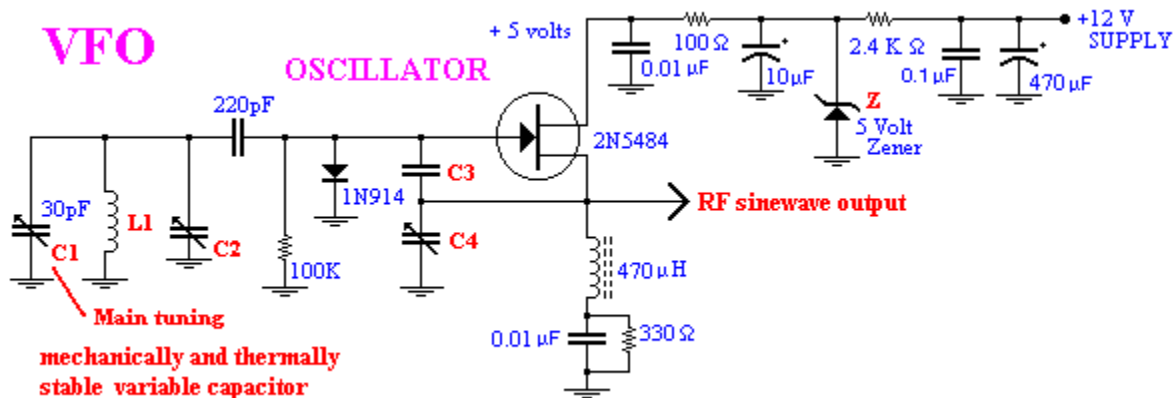 VFO
OSCILLATOR
+ 5 volts
0.01 µF
100 Ω
10µF
2.4 K Ω
0.1 µF
470 µF
+12 V
SUPPLY
Z
5 Volt
Zener
220pF
2N5484
30pF
C1
L1
C2
1N914
100K
C3
C4
RF sinewave output
470 µH
0.01 µF
330 Ω
Main tuning
mechanically and thermally
stable variable capacitor